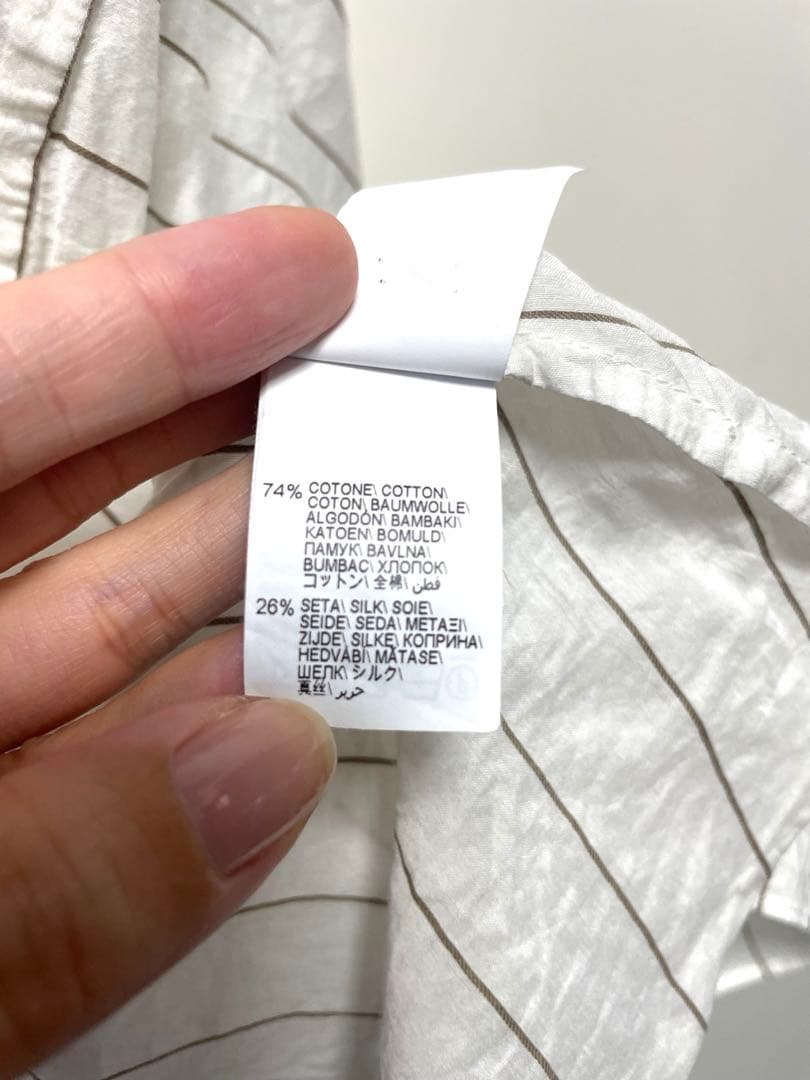 74% COTONE\ COTTON\
COTON\ BAUMWOLLE\
ALGODÓN\ BAMBAKI\
KATOEN\ BOMULD\
ПАМУК\ BAVLNA\
BUMBAC\ ХЛОПОК\
コットン\ 全棉\ قطن
26% SETA\ SILK\ SOIE\
SEIDE\ SEDA\ ΜΕΤΑΞΙ\
ZIJDE\ SILKE\ КОПРИНА\
HEDVÁBÍ\ MĂTASE\
ШЕЛК\ シルク\
真丝\ حرير